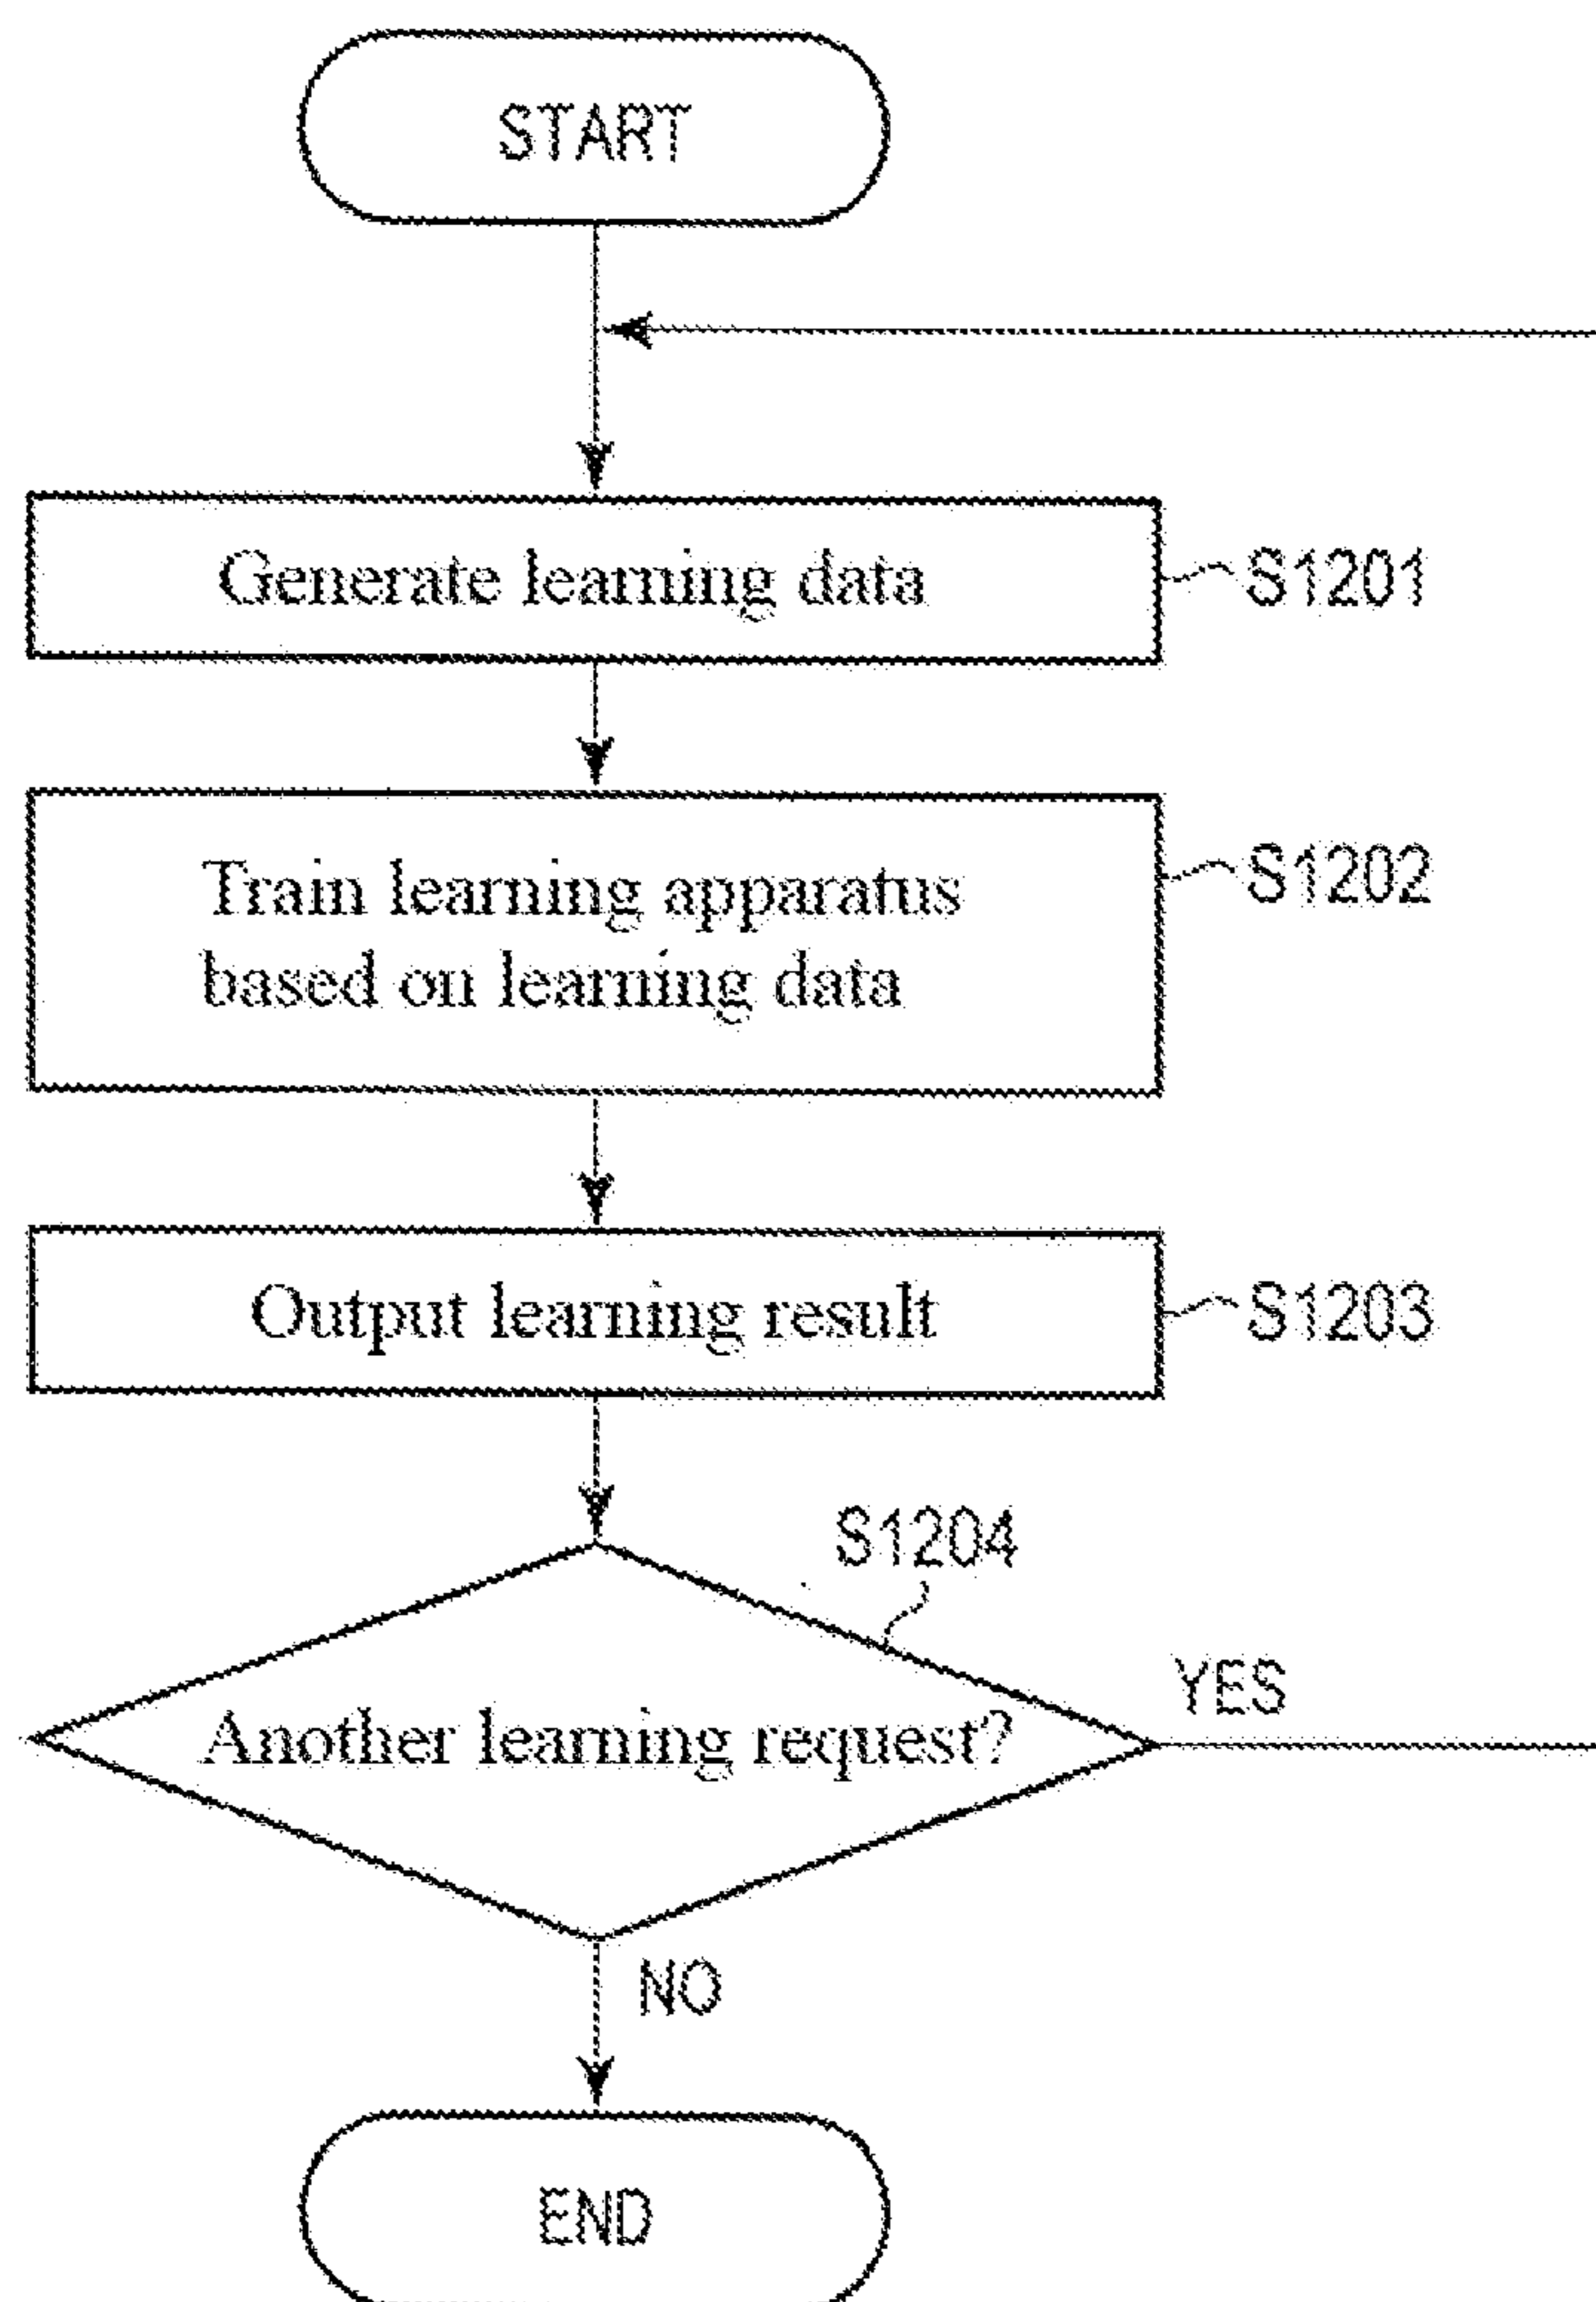 START
Generate learning data
S1201
Train learning apparatus
based on learning data
S1202
Output learning result
S1203
S1204
Another learning request?
YES
NO
END